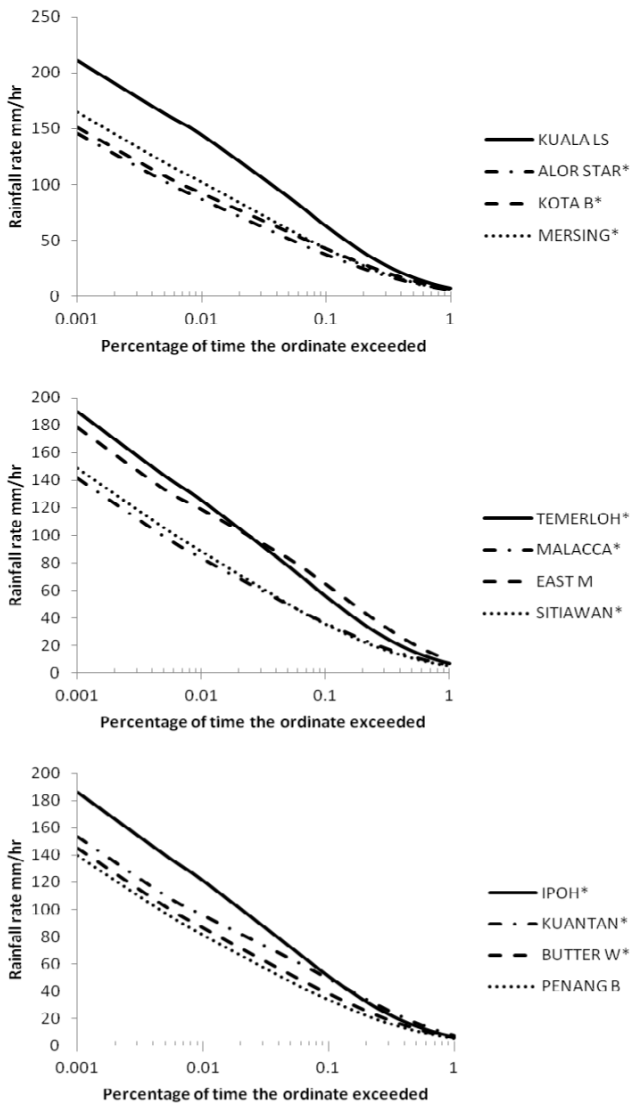 250
200
150
100
50
0
Rainfall rate mm/hr
0.001 0.01 0.1 1
Percentage of time the ordinate exceeded
KUALA LS
ALOR STAR*
KOTA B*
MERSING*
200
180
160
140
120
100
80
60
40
20
0
Rainfall rate mm/hr
0.001 0.01 0.1 1
Percentage of time the ordinate exceeded
TEMERLOH*
MALACCA*
EAST M
SITIAWAN*
200
180
160
140
120
100
80
60
40
20
0
Rainfall rate mm/hr
0.001 0.01 0.1 1
Percentage of time the ordinate exceeded
IPOH*
KUANTAN*
BUTTER W*
PENANG B